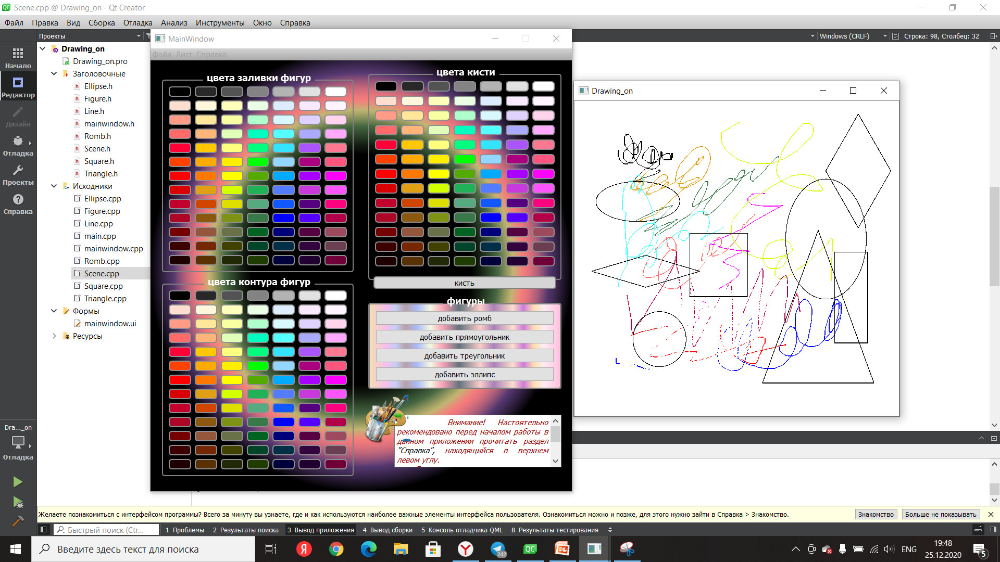 Scene.cpp @ Drawing_on - Qt Creator
Файл Правка Вид Сборка Отладка Анализ Инструменты Окно Справка
Проекты
Windows (CRLF)
Строка: 98, Столбец: 32
Начало
Редактор
Дизайн
Отладка
Проекты
Справка
Drawing_on
Drawing_on.pro
Заголовочные
Ellipse.h
Figure.h
Line.h
mainwindow.h
Romb.h
Scene.h
Square.h
Triangle.h
Исходники
Ellipse.cpp
Figure.cpp
Line.cpp
main.cpp
mainwindow.cpp
Romb.cpp
Scene.cpp
Square.cpp
Triangle.cpp
Формы
mainwindow.ui
Ресурсы
Dra..._on
Отладка
MainWindow
Файл Лист Справка
цвета заливки фигур
цвета контура фигур
цвета кисти
кисть
фигуры
добавить ромб
добавить прямоугольник
добавить треугольник
добавить эллипс
Внимание! Настоятельно
рекомендовано перед началом работы в
данном приложении прочитать раздел
"Справка", находящийся в верхнем
левом углу.
Drawing_on
Желаете познакомиться с интерфейсом программы? Всего за минуту вы узнаете, где и как используются наиболее важные элементы интерфейса пользователя. Ознакомиться можно и позже, для этого нужно зайти в Справка > Знакомство.
Знакомство
Больше не показывать
Быстрый поиск (Ctr...
1 Проблемы 2 Результаты поиска 3 Вывод приложения 4 Вывод сборки 5 Консоль отладчика QML 8 Результаты тестирования
Введите здесь текст для поиска
242
ENG
19:48
25.12.2020
5